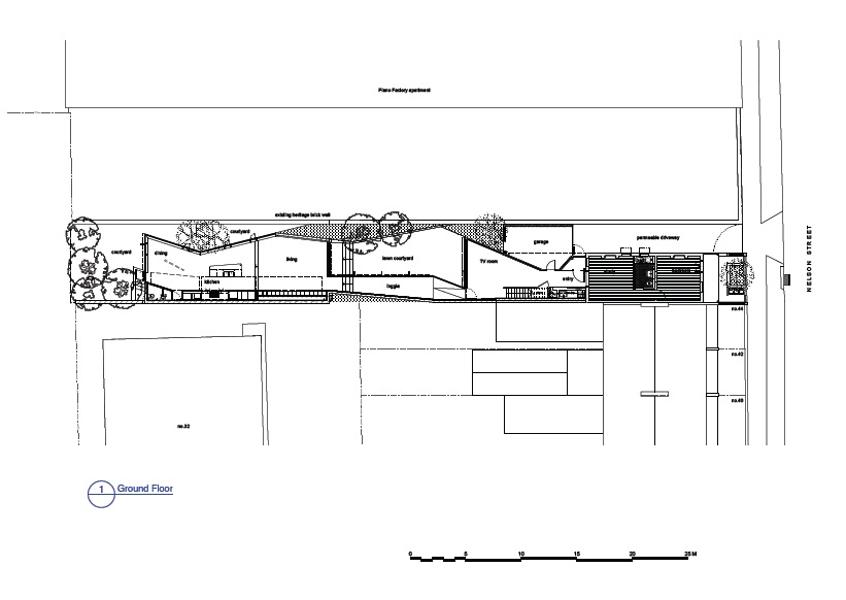 Piano Factory apartment
existing heritage brick wall
courtyard
NELSON STREET
garage
permeable driveway
courtyard
dining
living
lawn courtyard
TV room
entry
kitchen
loggia
no.44
no.42
no.40
no.32
1 Ground Floor
0 5 10 15 20 25 M